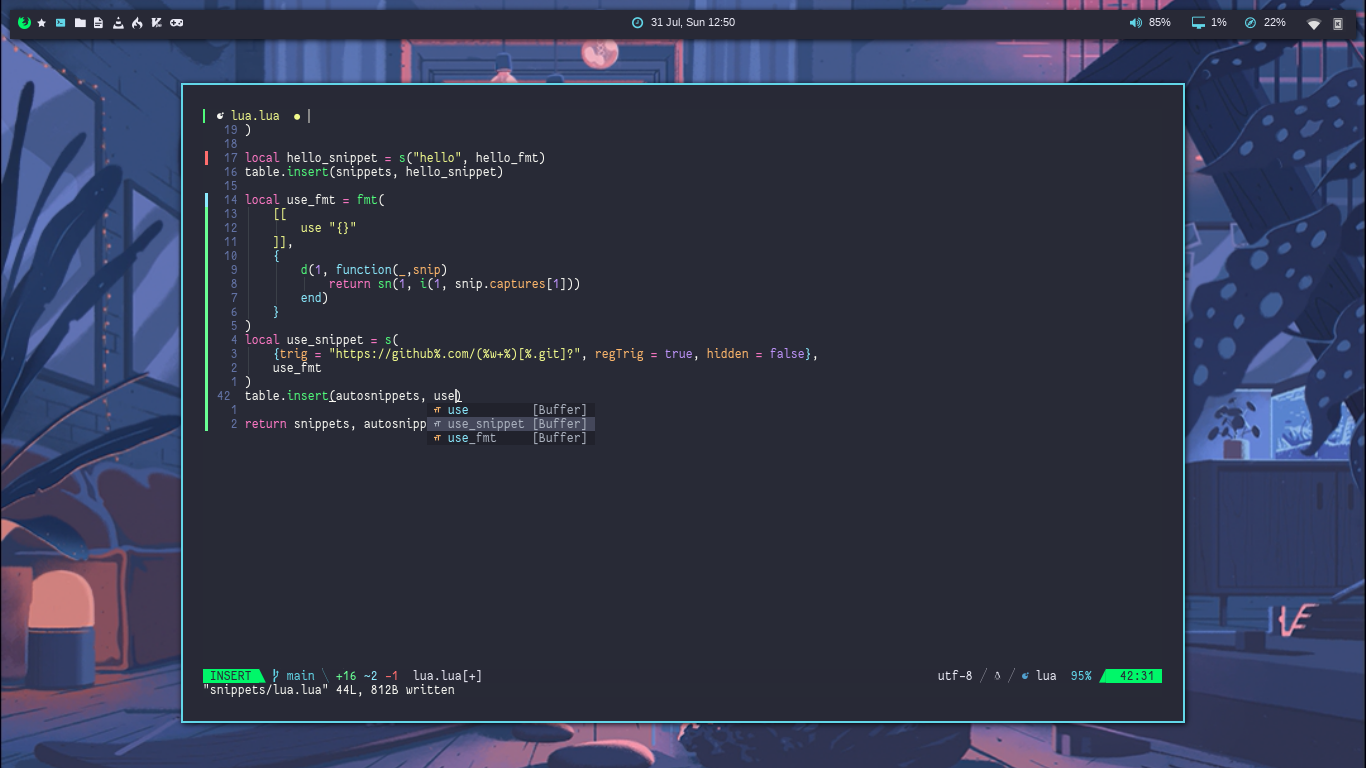 31 Jul, Sun 12:50
85%
1%
22%
lua.lua
19 )
18
17 local hello_snippet = s("hello", hello_fmt)
16 table.insert(snippets, hello_snippet)
15
14 local use_fmt = fmt(
13 [[
12 use "{}"
11 ]],
10 {
9 d(1, function(_,snip)
8 return sn(1, i(1, snip.captures[1]))
7 end)
6 }
5 )
4 local use_snippet = s(
3 {trig = "https://github%.com/(%w+%)[%.git]?", regTrig = true, hidden = false},
2 use_fmt
1 )
42 table.insert(autosnippets, use)
1 use [Buffer]
2 return snippets, autosnipp use_snippet [Buffer]
use_fmt [Buffer]
INSERT main +16 ~2 -1 lua.lua[+] utf-8 lua 95% 42:31
"snippets/lua.lua" 44L, 812B written